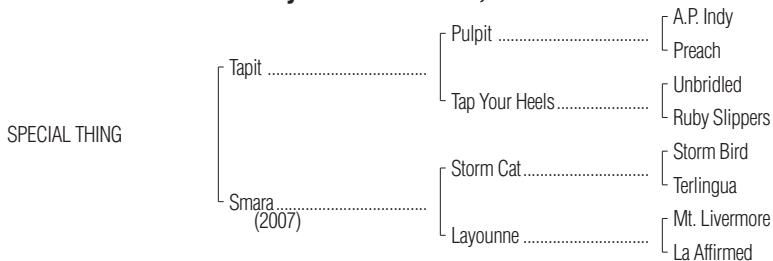 A.P. Indy
Pulpit
Preach
Tapit
Unbridled
Tap Your Heels
Ruby Slippers
SPECIAL THING
Storm Bird
Storm Cat
Terlingua
Smara
(2007)
Mt. Livermore
Layounne
La Affirmed